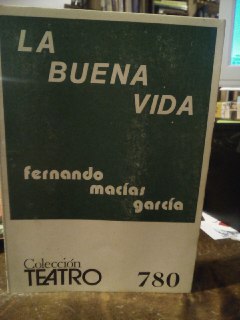 LA
BUENA
VIDA
fernando
macías
garcía
Colección
TEATRO
780